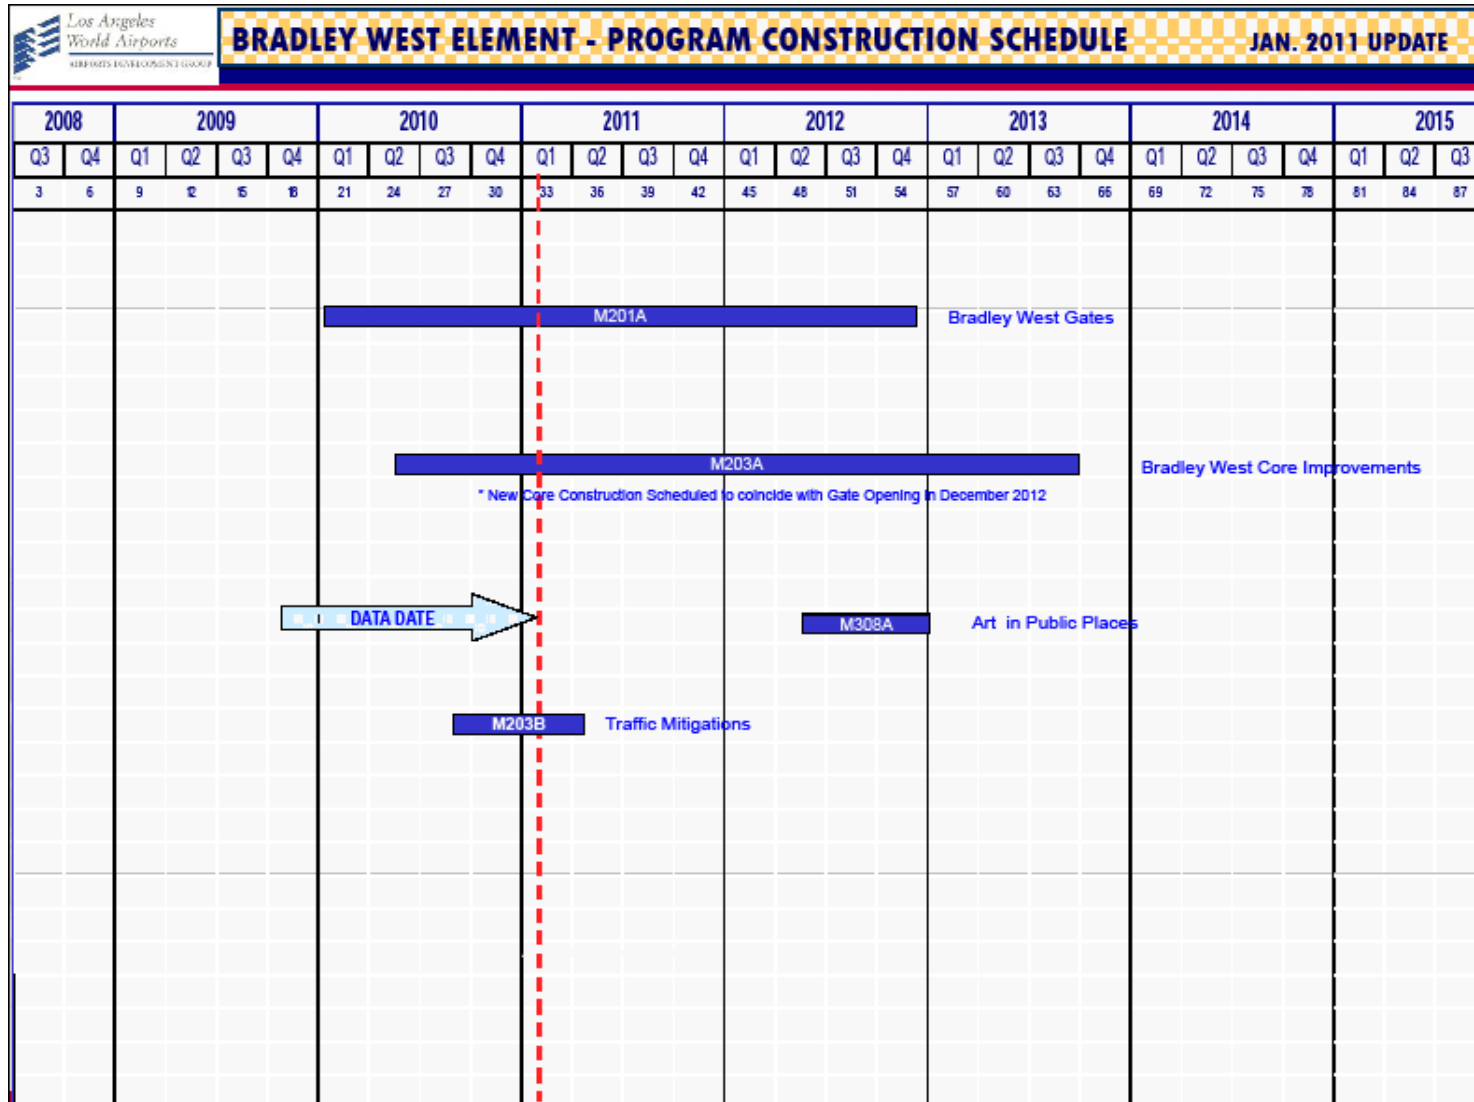 Los Angeles
World Airports
AIRPORTS DEVELOPMENT GROUP
BRADLEY WEST ELEMENT - PROGRAM CONSTRUCTION SCHEDULE JAN. 2011 UPDATE
2008 2009 2010 2011 2012 2013 2014 2015
Q3 Q4 Q1 Q2 Q3 Q4 Q1 Q2 Q3 Q4 Q1 Q2 Q3 Q4 Q1 Q2 Q3 Q4 Q1 Q2 Q3 Q4 Q1 Q2 Q3 Q4 Q1 Q2 Q3
3 6 9 12 15 18 21 24 27 30 33 36 39 42 45 48 51 54 57 60 63 66 69 72 75 78 81 84 87
M201A Bradley West Gates
M203A Bradley West Core Improvements
* New Core Construction Scheduled to coincide with Gate Opening in December 2012
DATA DATE M308A Art in Public Places
M203B Traffic Mitigations